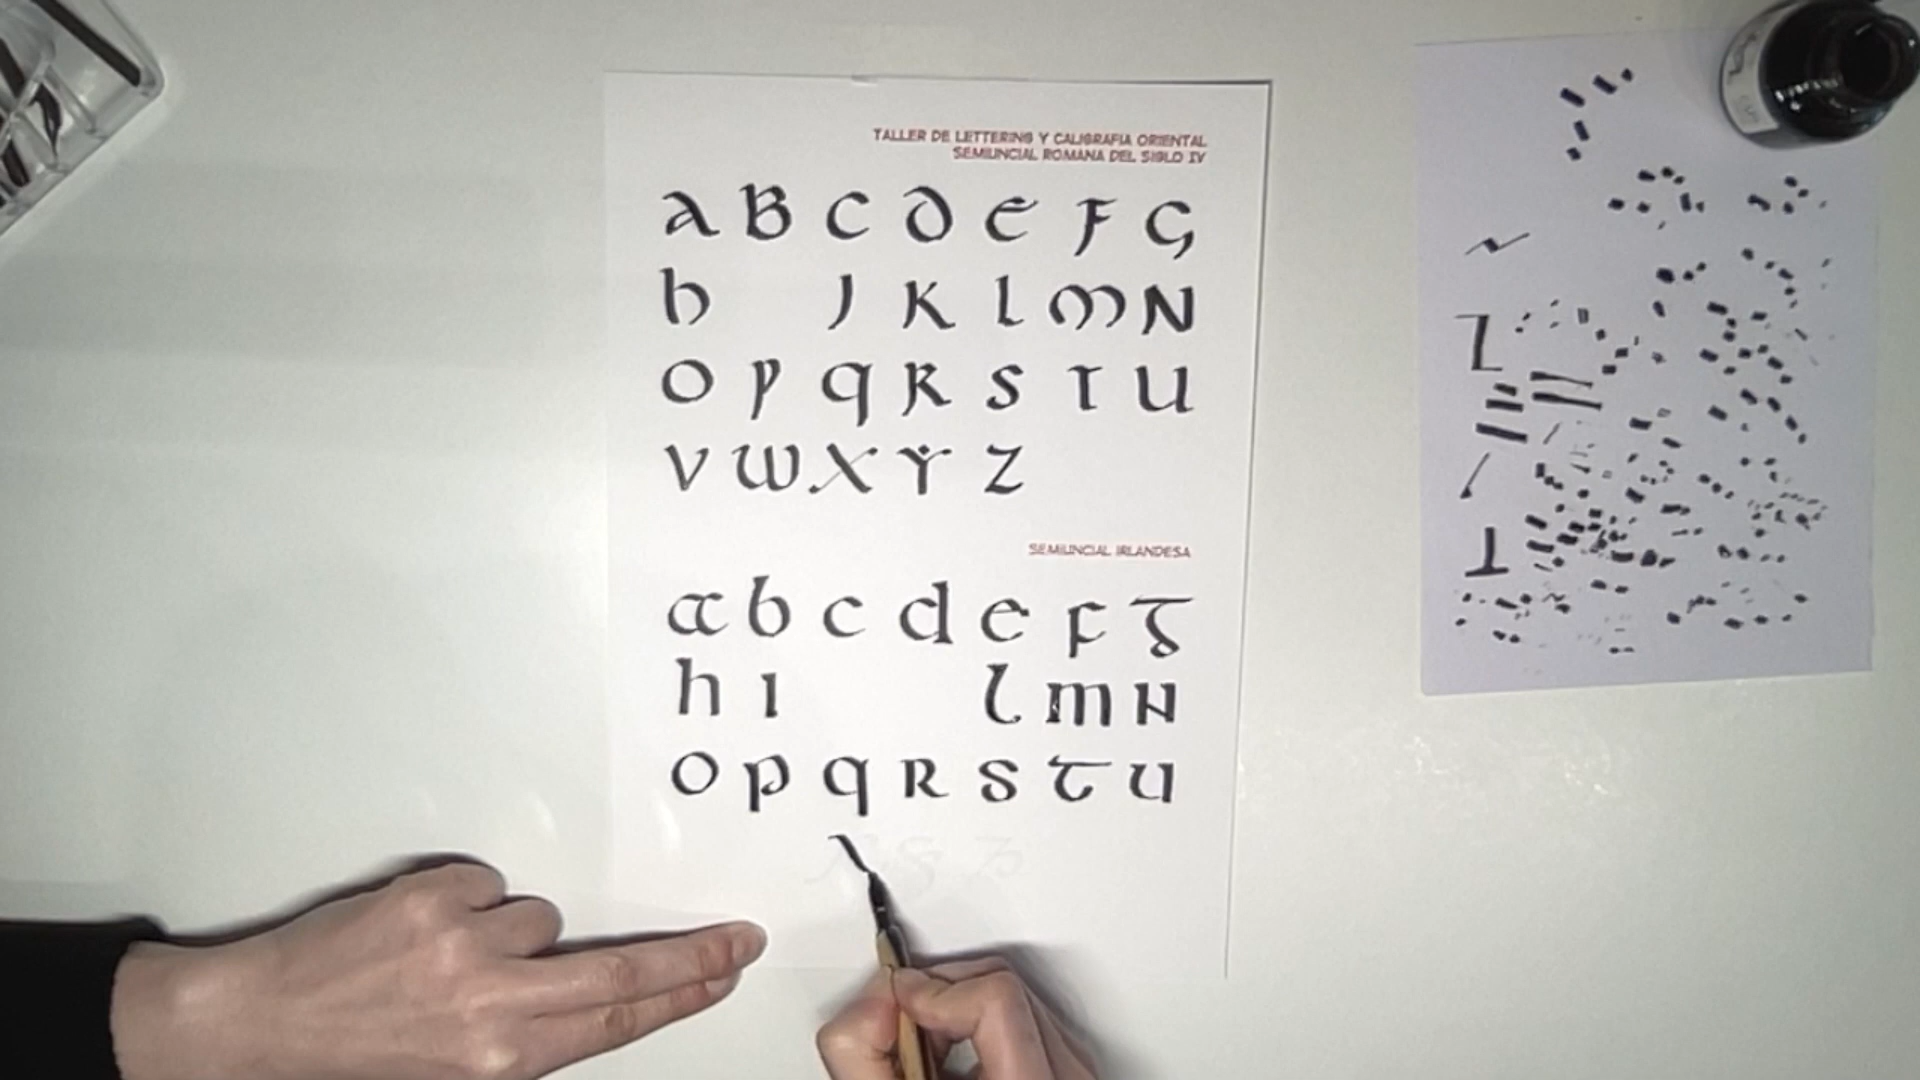 TALLER DE LETTERING Y CALIGRAFIA ORIENTAL
SEMIUNCIAL ROMANA DEL SIGLO IV
a B c d e F G
h J K l m N
o p q R s T u
V W X Y Z
SEMIUNCIAL IRLANDESA
a b c d e F G
h I l m N
o p q R S T U